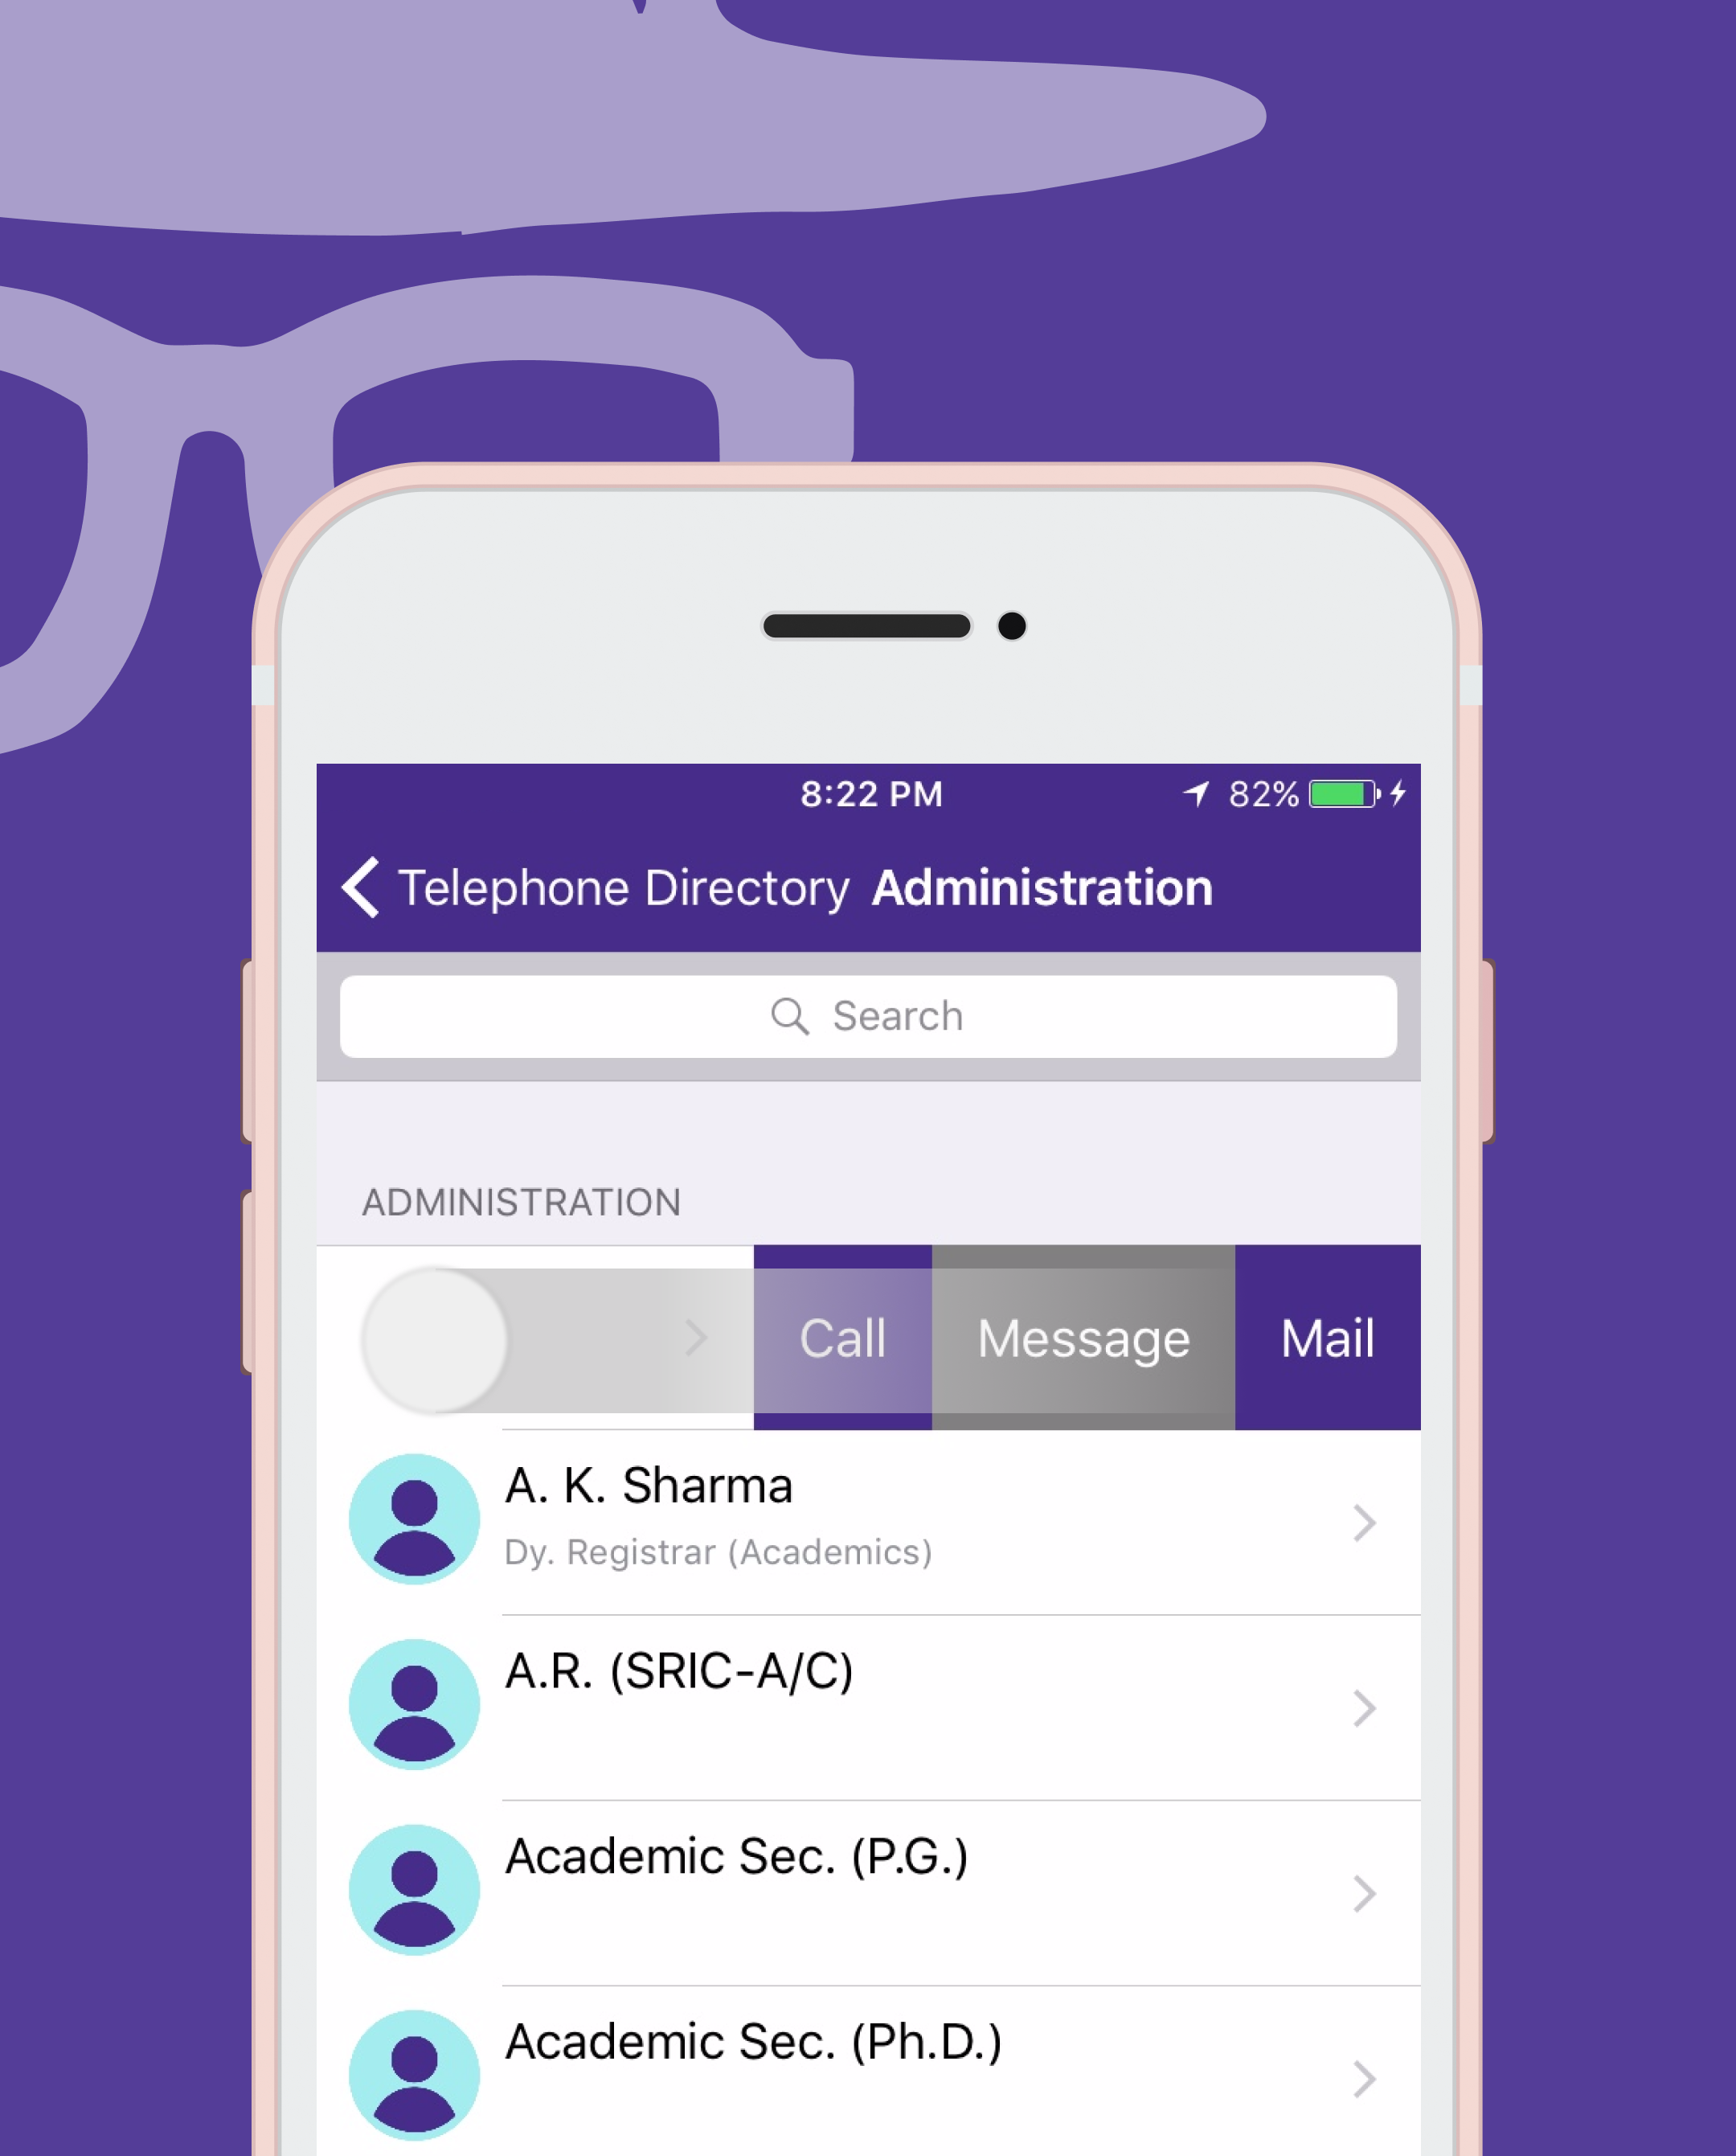 8:22 PM 82%
Telephone Directory Administration
Search
ADMINISTRATION
Call Message Mail
A. K. Sharma
Dy. Registrar (Academics)
A.R. (SRIC-A/C)
Academic Sec. (P.G.)
Academic Sec. (Ph.D.)